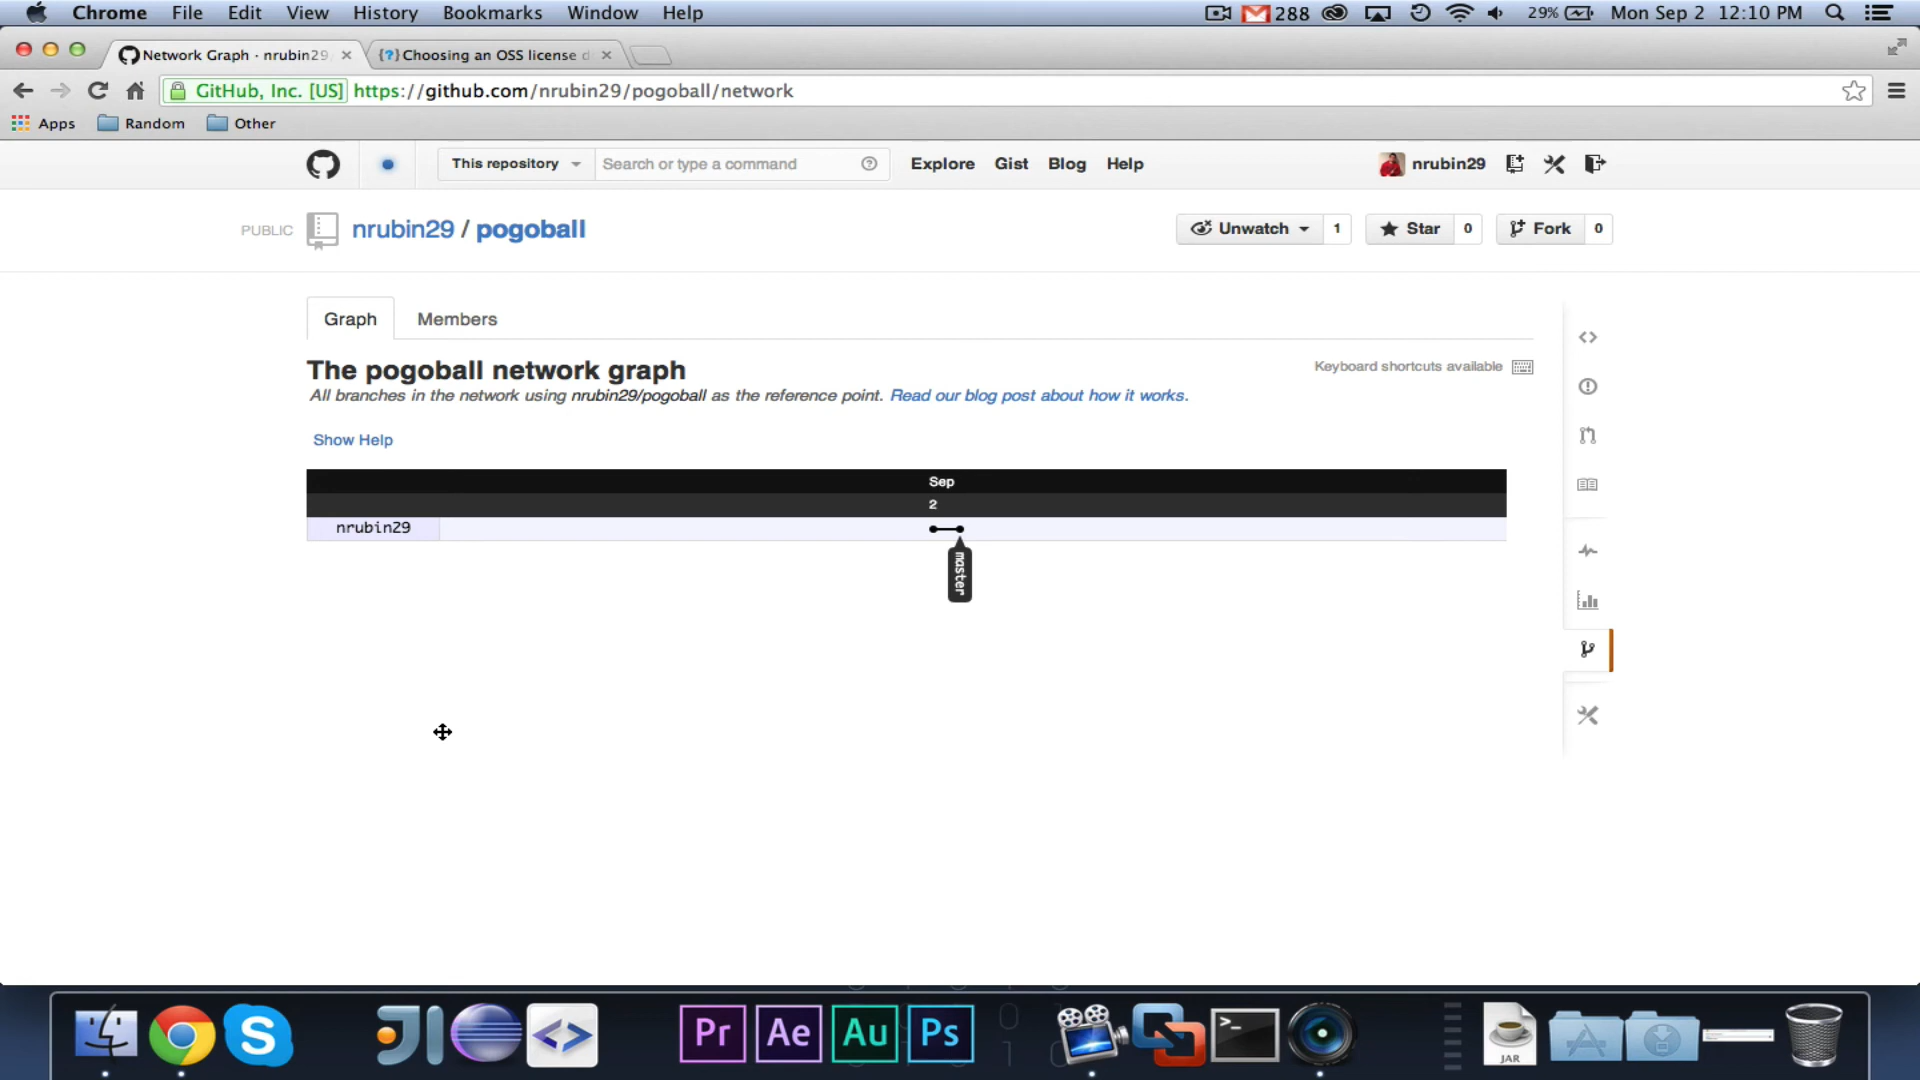 Chrome File Edit View History Bookmarks Window Help 288 29% Mon Sep 2 12:10 PM
Network Graph · nrubin29 {?} Choosing an OSS license d
GitHub, Inc. [US] https://github.com/nrubin29/pogoball/network
Apps Random Other
This repository Search or type a command Explore Gist Blog Help nrubin29
PUBLIC nrubin29 / pogoball Unwatch 1 Star 0 Fork 0
Graph Members
The pogoball network graph Keyboard shortcuts available
All branches in the network using nrubin29/pogoball as the reference point. Read our blog post about how it works.
Show Help
Sep
2
nrubin29
master
Pr Ae Au Ps
JAR